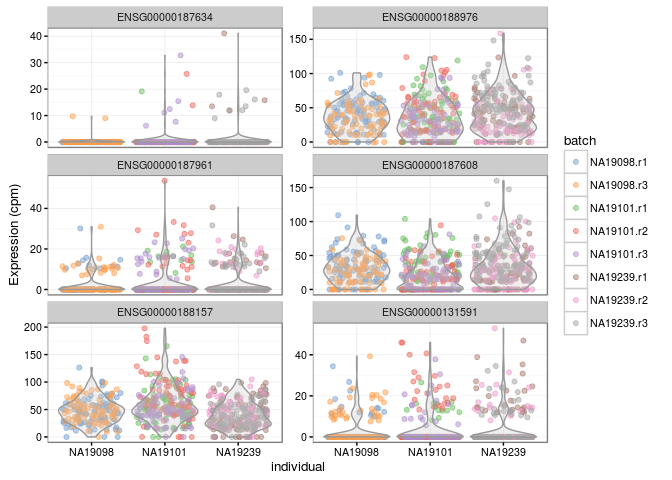 ENSG00000187634
ENSG00000188976
40
30
20
10
0
150
100
50
0
ENSG00000187961
ENSG00000187608
40
20
0
150
100
50
0
ENSG00000188157
ENSG00000131591
200
150
100
50
0
40
20
0
NA19098
NA19101
NA19239
NA19098
NA19101
NA19239
individual
Expression (cpm)
batch
NA19098.r1
NA19098.r3
NA19101.r1
NA19101.r2
NA19101.r3
NA19239.r1
NA19239.r2
NA19239.r3